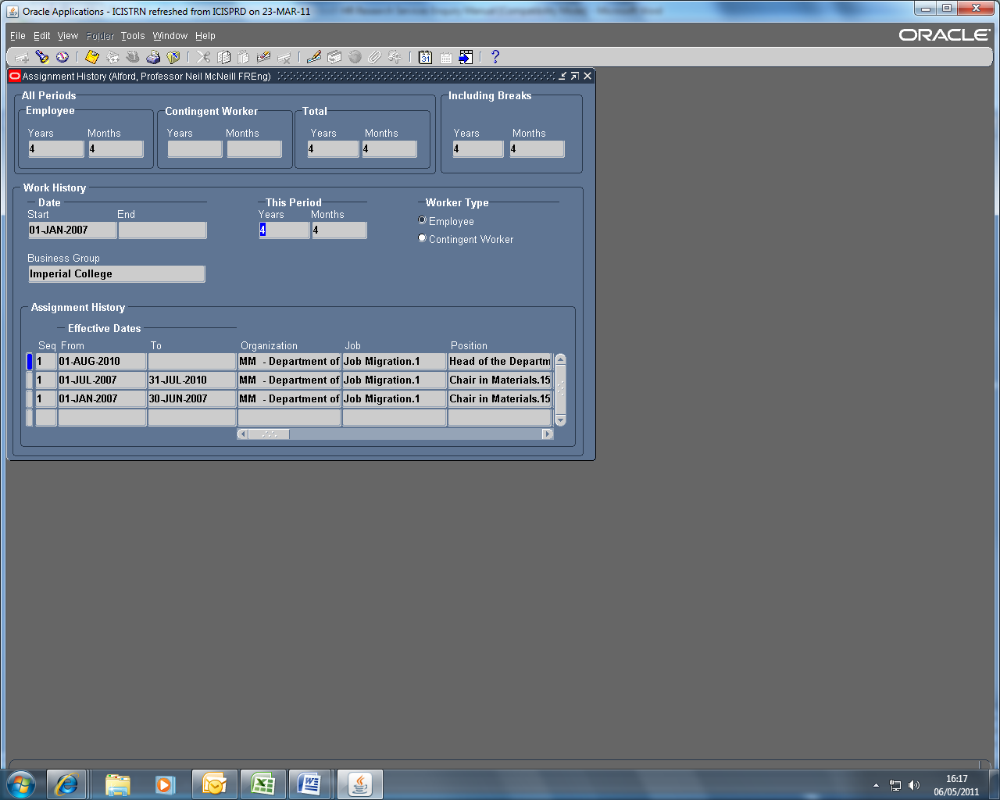 Oracle Applications - ICISTRN refreshed from ICISPRD on 23-MAR-11
File Edit View Folder Tools Window Help
ORACLE
31
?
Assignment History (Alford, Professor Neil McNeill FREng)
All Periods
Including Breaks
Employee Contingent Worker Total
Years Months Years Months Years Months Years Months
4 4 4 4 4 4
Work History
Date This Period Worker Type
Start End Years Months
Employee
01-JAN-2007 4 4
Contingent Worker
Business Group
Imperial College
Assignment History
Effective Dates
Seq From To Organization Job Position
1 01-AUG-2010 MM - Department of Job Migration.1 Head of the Departm
1 01-JUL-2007 31-JUL-2010 MM - Department of Job Migration.1 Chair in Materials.15
1 01-JAN-2007 30-JUN-2007 MM - Department of Job Migration.1 Chair in Materials.15
16:17
06/05/2011